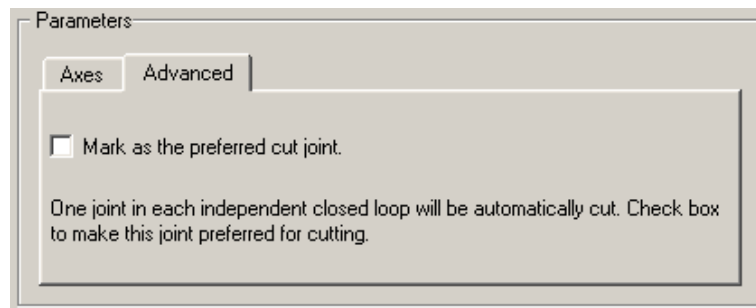 Parameters
Axes
Advanced
Mark as the preferred cut joint.
One joint in each independent closed loop will be automatically cut. Check box
to make this joint preferred for cutting.